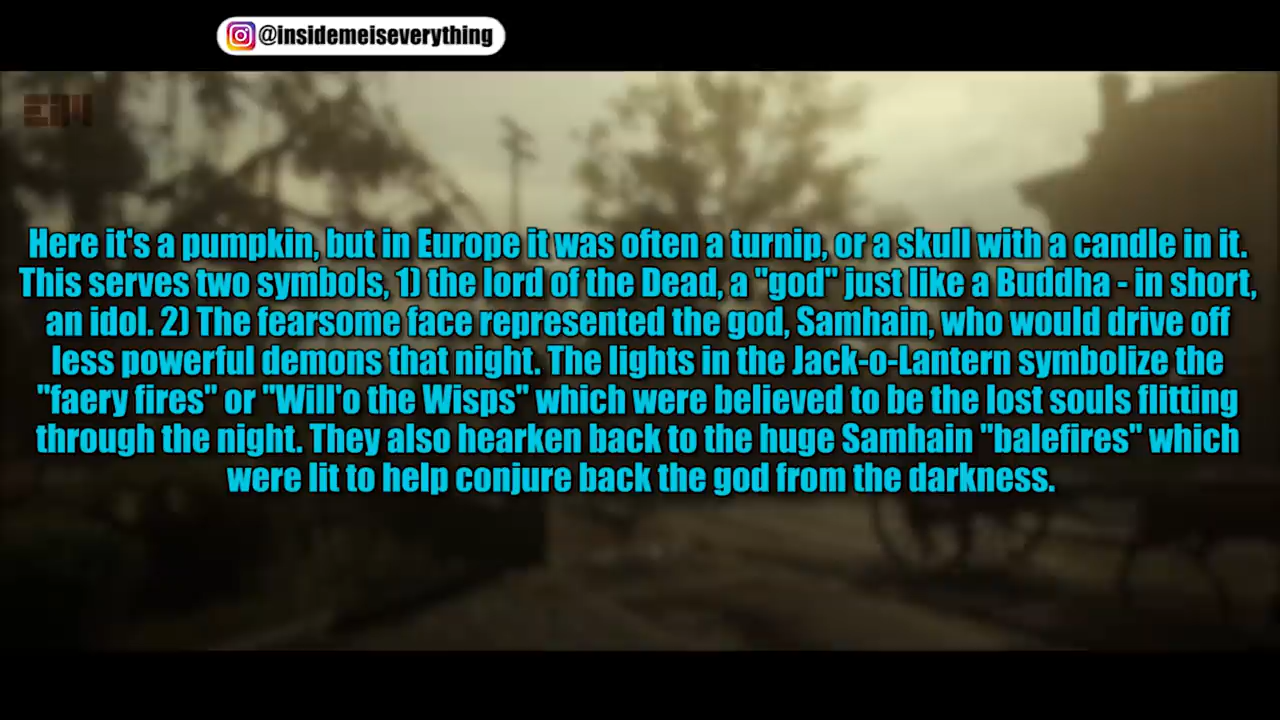 @insidemeiseverything
Here it's a pumpkin, but in Europe it was often a turnip, or a skull with a candle in it.
This serves two symbols, 1) the lord of the Dead, a "god" just like a Buddha - in short,
an idol. 2) The fearsome face represented the god, Samhain, who would drive off
less powerful demons that night. The lights in the Jack-o-Lantern symbolize the
"faery fires" or "Will'o the Wisps" which were believed to be the lost souls flitting
through the night. They also hearken back to the huge Samhain "balefires" which
were lit to help conjure back the god from the darkness.